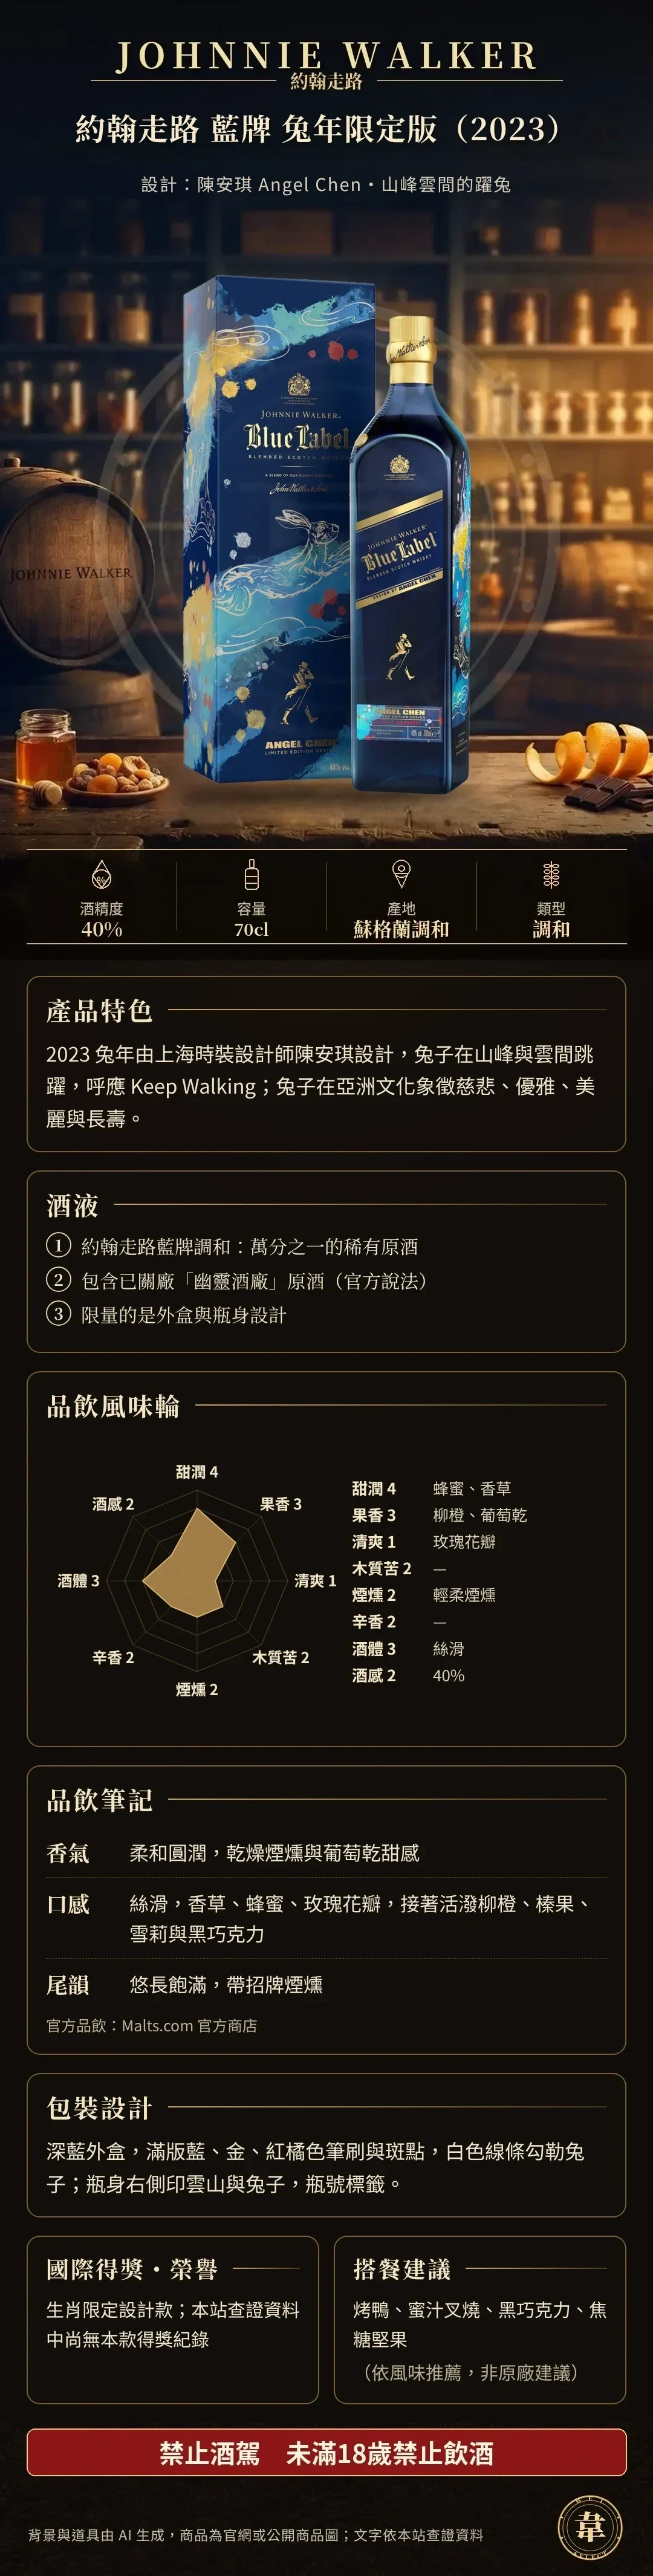 JOHNNIE WALKER
約翰走路
約翰走路 藍牌 兔年限定版（2023）
設計：陳安琪 Angel Chen・山峰雲間的躍兔
JOHNNIE WALKER.
Blue Label
BLENDED SCOTCH WHISKY
John Walker & Sons
ANGEL CHEN
LIMITED EDITION DESIGN
JOHNNIE WALKER
Blue Label
BLENDED SCOTCH WHISKY
DESIGN BY ANGEL CHEN
ANGEL CHEN
JOHNNIE WALKER
酒精度
40%
容量
70cl
產地
蘇格蘭調和
類型
調和
產品特色
2023 兔年由上海時裝設計師陳安琪設計，兔子在山峰與雲間跳
躍，呼應 Keep Walking；兔子在亞洲文化象徵慈悲、優雅、美
麗與長壽。
酒液
1 約翰走路藍牌調和：萬分之一的稀有原酒
2 包含已關廠「幽靈酒廠」原酒（官方說法）
3 限量的是外盒與瓶身設計
品飲風味輪
甜潤 4
果香 3
清爽 1
木質苦 2
煙燻 2
辛香 2
酒體 3
酒感 2
甜潤 4 蜂蜜、香草
果香 3 柳橙、葡萄乾
清爽 1 玫瑰花瓣
木質苦 2 —
煙燻 2 輕柔煙燻
辛香 2 —
酒體 3 絲滑
酒感 2 40%
品飲筆記
香氣 柔和圓潤，乾燥煙燻與葡萄乾甜感
口感 絲滑，香草、蜂蜜、玫瑰花瓣，接著活潑柳橙、榛果、
雪莉與黑巧克力
尾韻 悠長飽滿，帶招牌煙燻
官方品飲：Malts.com 官方商店
包裝設計
深藍外盒，滿版藍、金、紅橘色筆刷與斑點，白色線條勾勒兔
子；瓶身右側印雲山與兔子，瓶號標籤。
國際得獎・榮譽
生肖限定設計款；本站查證資料
中尚無本款得獎紀錄
搭餐建議
烤鴨、蜜汁叉燒、黑巧克力、焦
糖堅果
（依風味推薦，非原廠建議）
禁止酒駕 未滿18歲禁止飲酒
背景與道具由 AI 生成，商品為官網或公開商品圖；文字依本站查證資料
韋